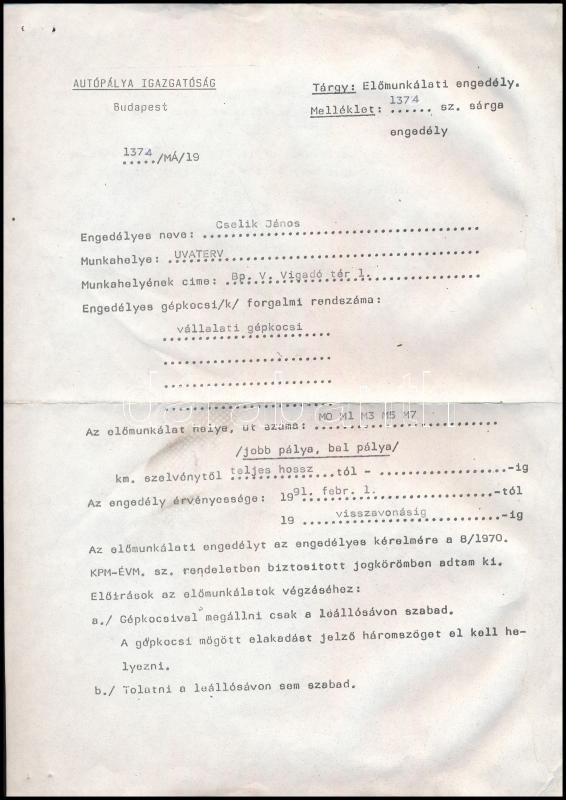 AUTÓPÁLYA IGAZGATÓSÁG
Budapest
Tárgy: Előmunkálati engedély.
Melléklet: 1374 sz. sárga
engedély
1374/MÁ/19
Engedélyes neve: Cselik János
Munkahelye: UVATERV
Munkahelyének cime: Bp. V. Vigadó tér 1.
Engedélyes gépkocsi/k/ forgalmi rendszáma:
vállalati gépkocsi
darabanth
Az előmunkálat helye, út száma: M0 M1 M3 M5 M7
/jobb pálya, bal pálya/
km. szelvénytől teljes hossz tól - -ig
Az engedély érvényessége: 1991. febr. 1. -tól
19 visszavonásig -ig
Az előmunkálati engedélyt az engedélyes kérelmére a 8/1970.
KPM-ÉVM. sz. rendeletben biztositott jogkörömben adtam ki.
Előirások az előmunkálatok végzéséhez:
a./ Gépkocsival megállni csak a leállósávon szabad.
A gépkocsi mögött elakadást jelző háromszöget el kell he-
lyezni.
b./ Tolatni a leállósávon sem szabad.